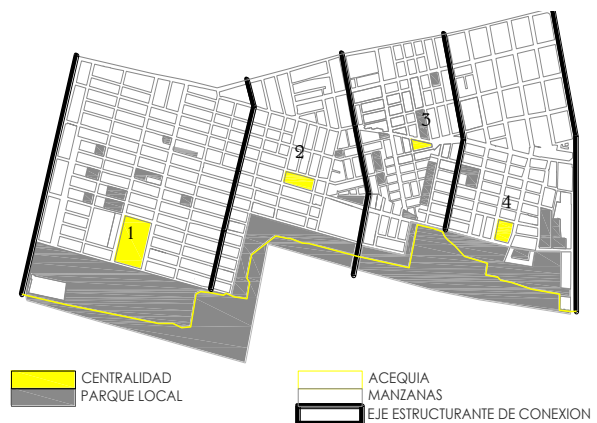 3
2
4
1
CENTRALIDAD
PARQUE LOCAL
ACEQUIA
MANZANAS
EJE ESTRUCTURANTE DE CONEXION